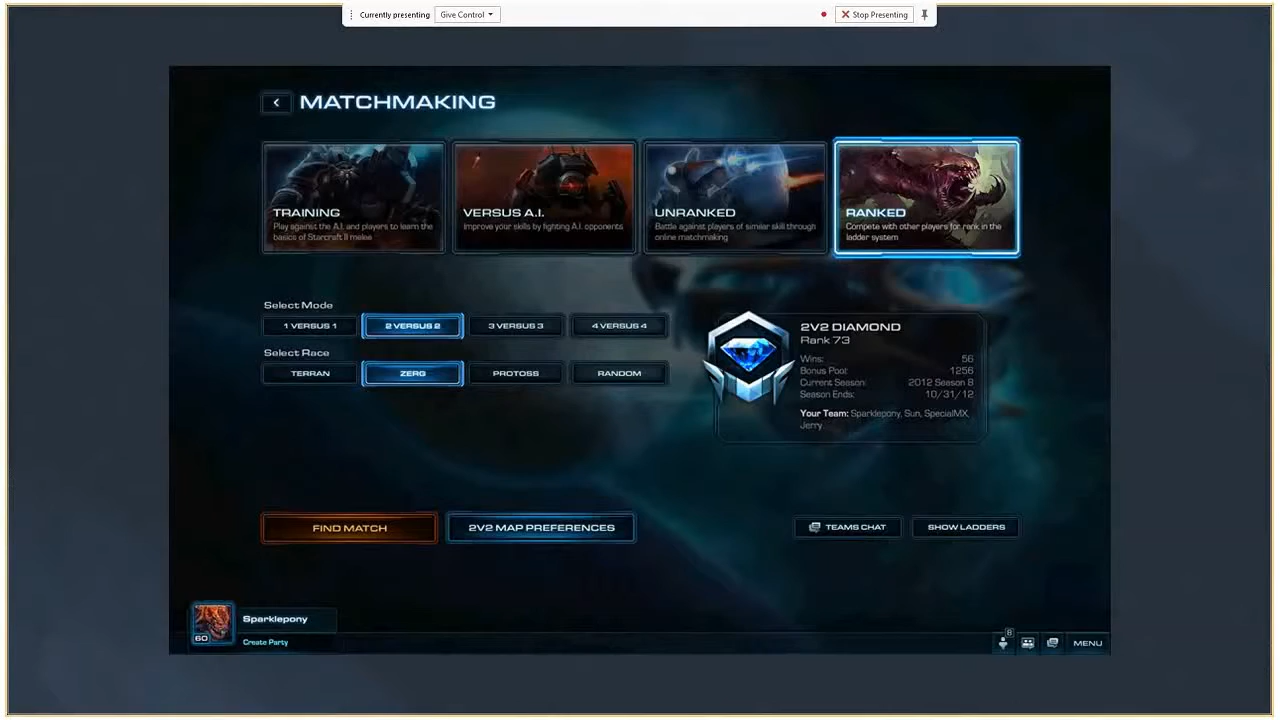 Currently presenting Give Control Stop Presenting
MATCHMAKING
TRAINING
Play against the A.I. and players to learn the
basics of Starcraft II melee
VERSUS A.I.
Improve your skills by fighting A.I. opponents
UNRANKED
Battle against players of similar skill through
online matchmaking
RANKED
Compete with other players for rank in the
ladder system
Select Mode
1 VERSUS 1 2 VERSUS 2 3 VERSUS 3 4 VERSUS 4
Select Race
TERRAN ZERG PROTOSS RANDOM
2V2 DIAMOND
Rank 73
Wins: 56
Bonus Pool: 1256
Current Season: 2012 Season 8
Season Ends: 10/31/12
Your Team: Sparklepony, Sun, SpecialMX,
Jerry
FIND MATCH 2V2 MAP PREFERENCES TEAMS CHAT SHOW LADDERS
60 Sparklepony
Create Party
8
MENU